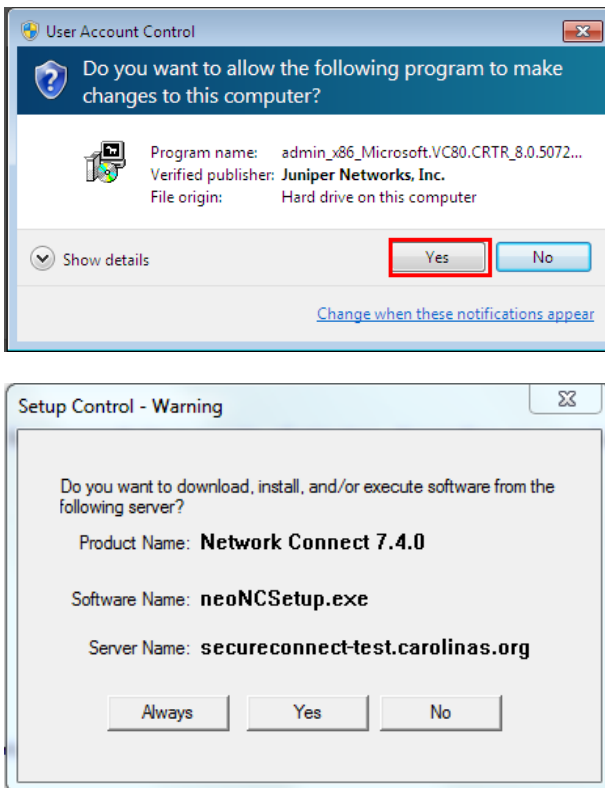 User Account Control
Do you want to allow the following program to make
changes to this computer?
Program name: admin_x86_Microsoft.VC80.CRTR_8.0.5072...
Verified publisher: Juniper Networks, Inc.
File origin: Hard drive on this computer
Show details
Yes
No
Change when these notifications appear
Setup Control - Warning
Do you want to download, install, and/or execute software from the
following server?
Product Name: Network Connect 7.4.0
Software Name: neoNCSetup.exe
Server Name: secureconnect-test.carolinas.org
Always
Yes
No